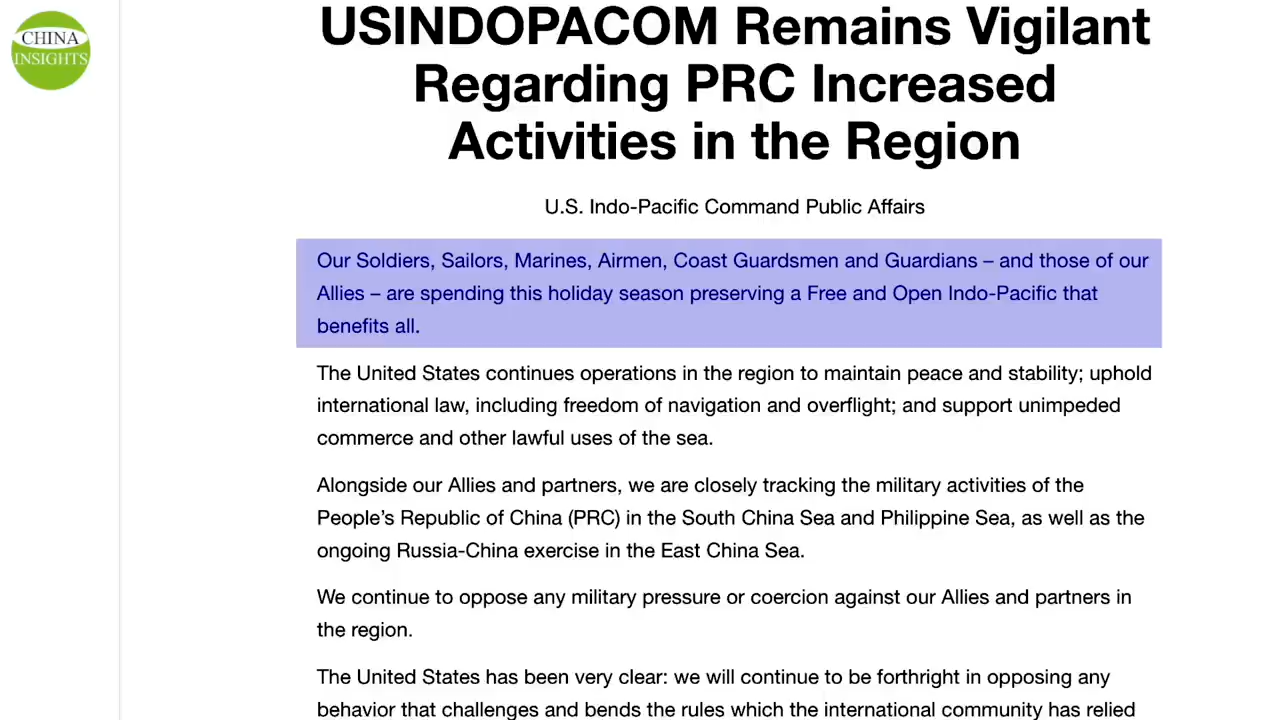 CHINA
INSIGHTS
USINDOPACOM Remains Vigilant
Regarding PRC Increased
Activities in the Region
U.S. Indo-Pacific Command Public Affairs
Our Soldiers, Sailors, Marines, Airmen, Coast Guardsmen and Guardians – and those of our
Allies – are spending this holiday season preserving a Free and Open Indo-Pacific that
benefits all.
The United States continues operations in the region to maintain peace and stability; uphold
international law, including freedom of navigation and overflight; and support unimpeded
commerce and other lawful uses of the sea.
Alongside our Allies and partners, we are closely tracking the military activities of the
People’s Republic of China (PRC) in the South China Sea and Philippine Sea, as well as the
ongoing Russia-China exercise in the East China Sea.
We continue to oppose any military pressure or coercion against our Allies and partners in
the region.
The United States has been very clear: we will continue to be forthright in opposing any
behavior that challenges and bends the rules which the international community has relied